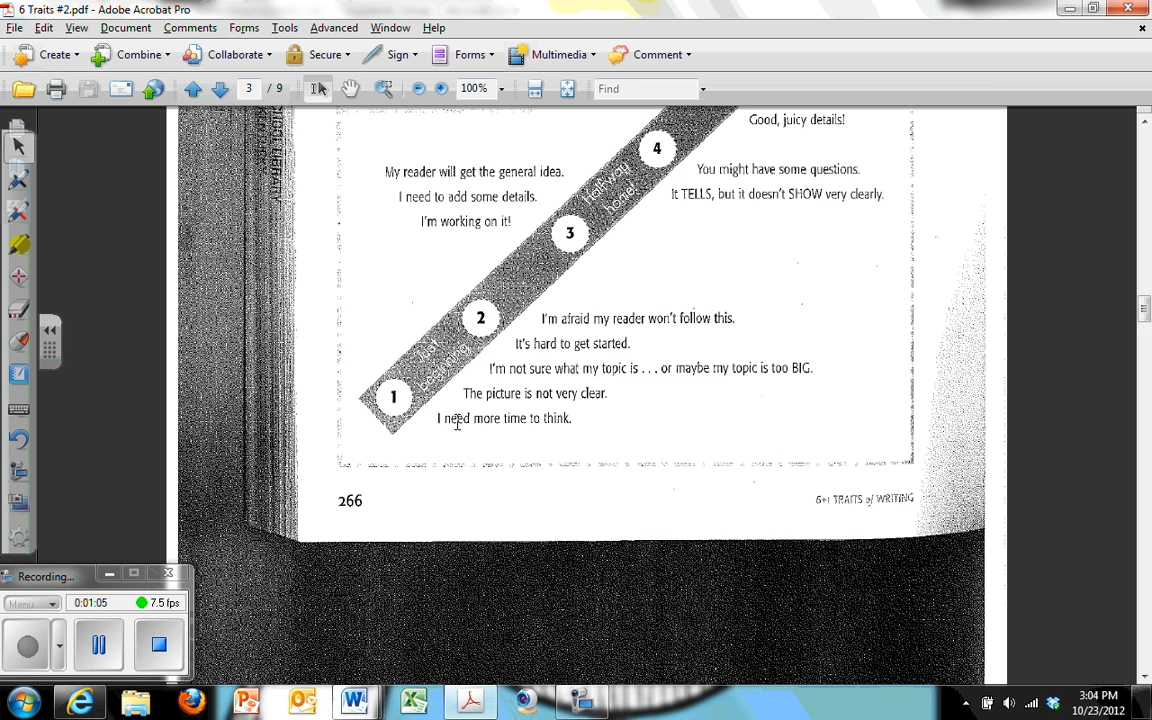 6 Traits #2.pdf - Adobe Acrobat Pro
File Edit View Document Comments Forms Tools Advanced Window Help
Create Combine Collaborate Secure Sign Forms Multimedia Comment
3 / 9 100% Find
Good, juicy details!
4
My reader will get the general idea.
You might have some questions.
I need to add some details.
It TELLS, but it doesn't SHOW very clearly.
Halfway
home!
I'm working on it!
3
2
I'm afraid my reader won't follow this.
It's hard to get started.
Just
beginning
I'm not sure what my topic is . . . or maybe my topic is too BIG.
1
The picture is not very clear.
I need more time to think.
266
6+1 TRAITS of WRITING
Recording...
Menu 0:01:05 7.5 fps
3:04 PM
10/23/2012